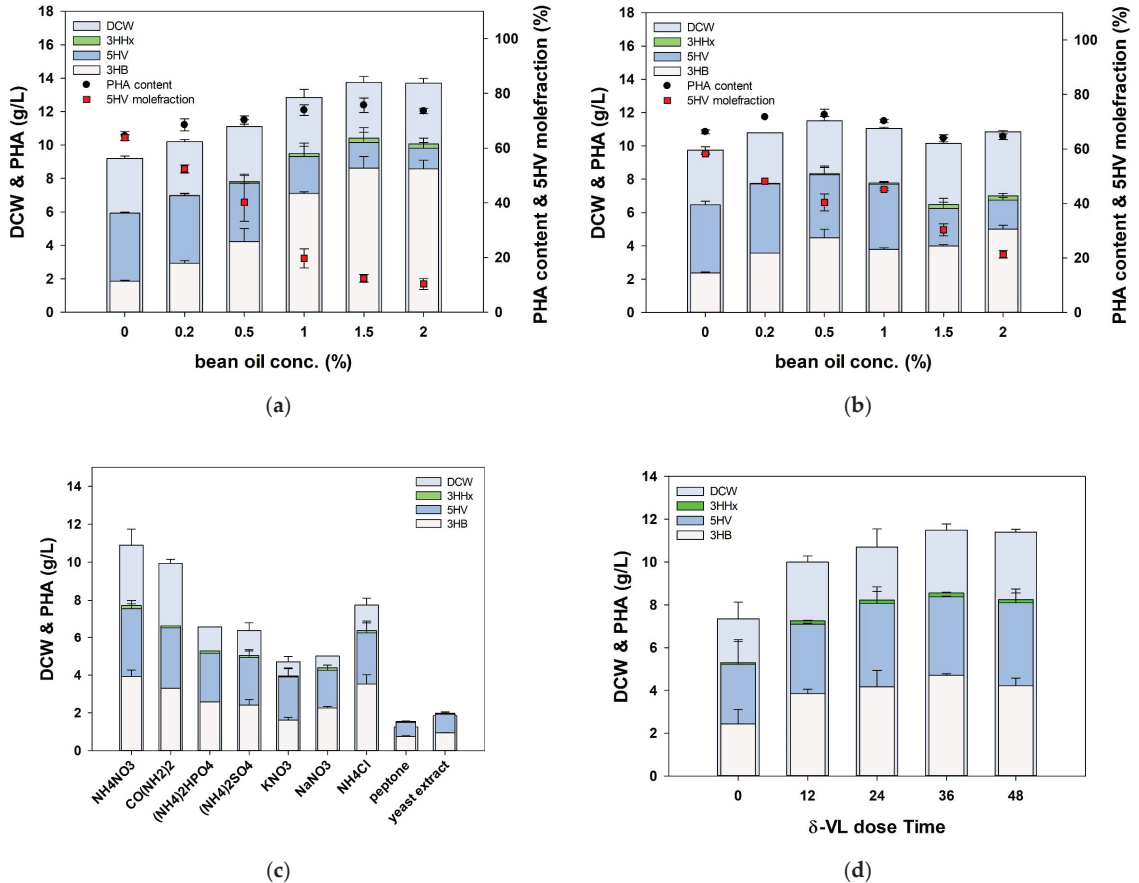 DCW
3HHx
5HV
3HB
PHA content
5HV molefraction
DCW & PHA (g/L)
18
16
14
12
10
8
6
4
2
0
PHA content & 5HV molefraction (%)
100
80
60
40
20
0
0 0.2 0.5 1 1.5 2
bean oil conc. (%)
(a)
DCW
3HHx
5HV
3HB
PHA content
5HV molefraction
DCW & PHA (g/L)
18
16
14
12
10
8
6
4
2
0
PHA content & 5HV molefraction (%)
100
80
60
40
20
0
0 0.2 0.5 1 1.5 2
bean oil conc. (%)
(b)
DCW
3HHx
5HV
3HB
DCW & PHA (g/L)
14
12
10
8
6
4
2
0
NH4NO3
CO(NH2)2
(NH4)2HPO4
(NH4)2SO4
KNO3
NaNO3
NH4Cl
peptone
yeast extract
(c)
DCW
3HHx
5HV
3HB
DCW & PHA (g/L)
14
12
10
8
6
4
2
0
0 12 24 36 48
δ-VL dose Time
(d)